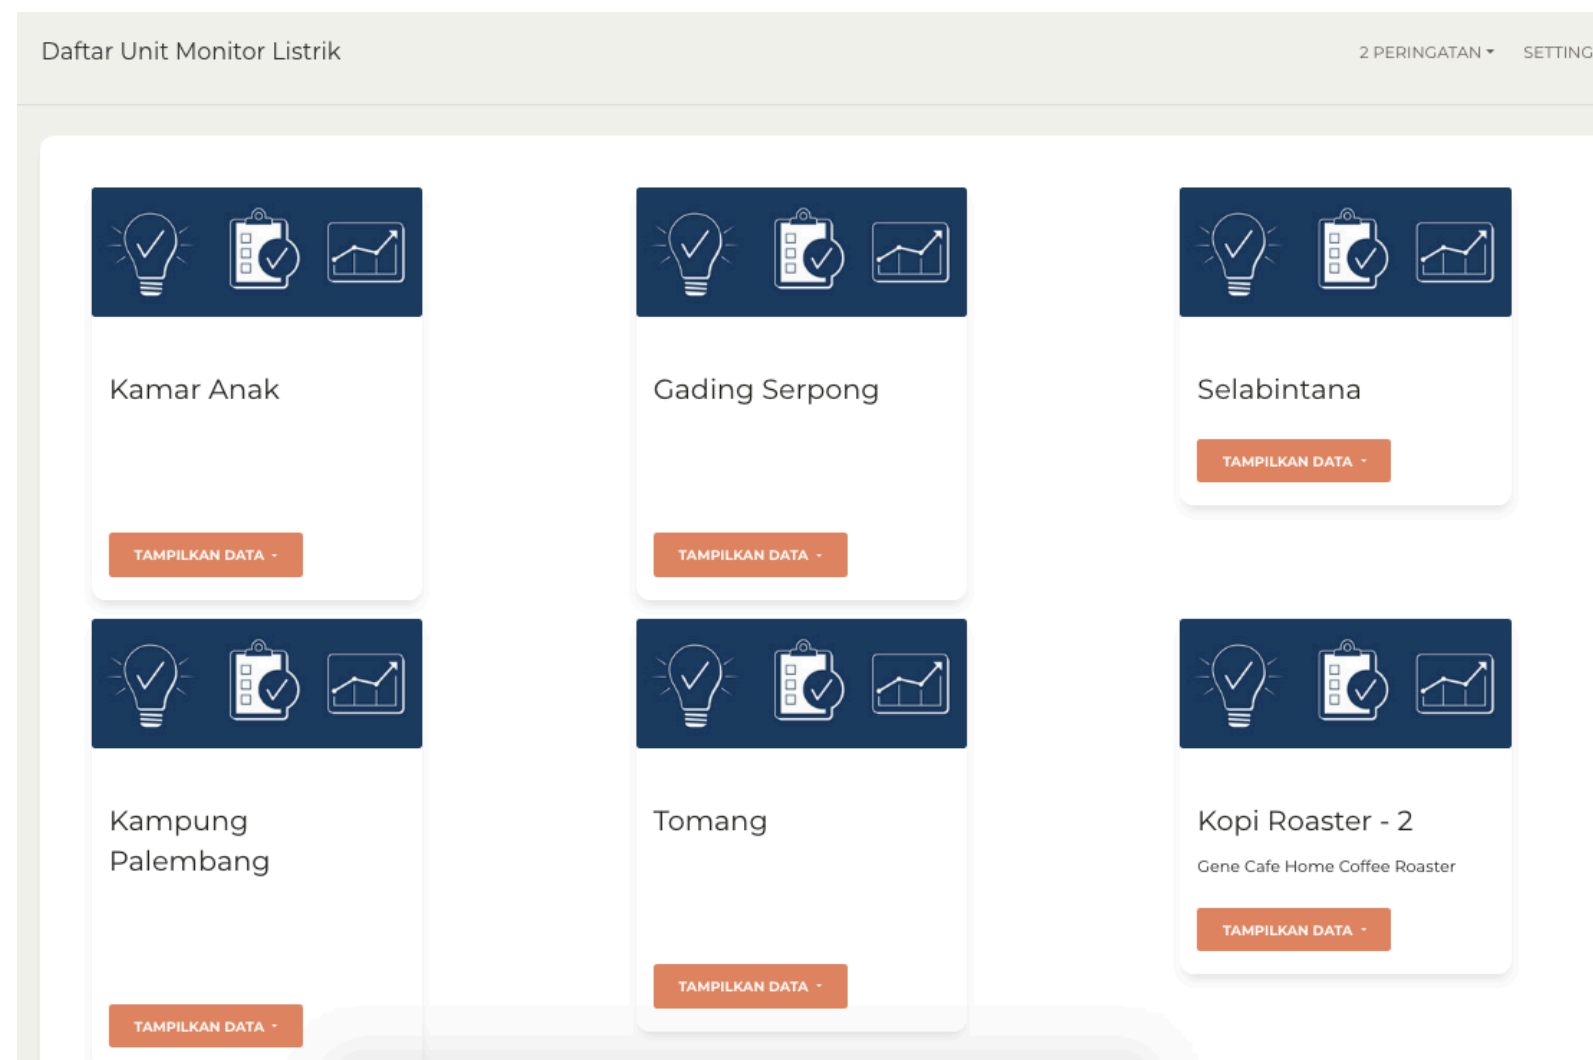 Daftar Unit Monitor Listrik
2 PERINGATAN
SETTING
Kamar Anak
TAMPILKAN DATA
Gading Serpong
TAMPILKAN DATA
Selabintana
TAMPILKAN DATA
Kampung
Palembang
TAMPILKAN DATA
Tomang
TAMPILKAN DATA
Kopi Roaster - 2
Gene Cafe Home Coffee Roaster
TAMPILKAN DATA